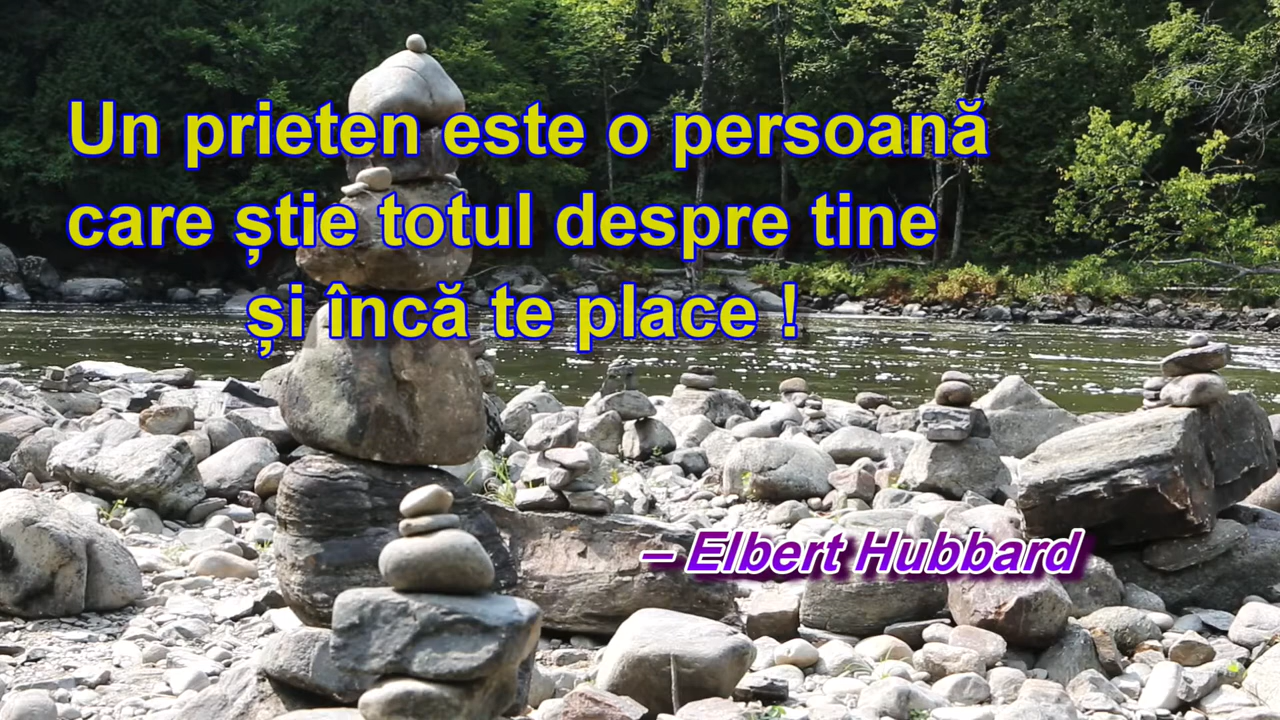 Un prieten este o persoană
care știe totul despre tine
și încă te place !
– Elbert Hubbard